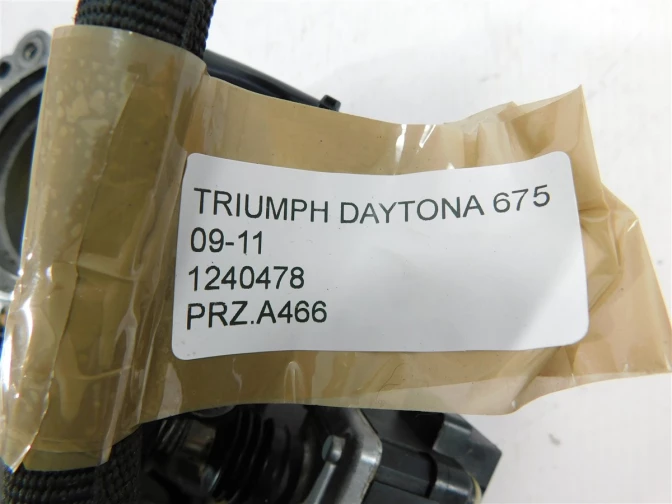 TRIUMPH DAYTONA 675
09-11
1240478
PRZ.A466